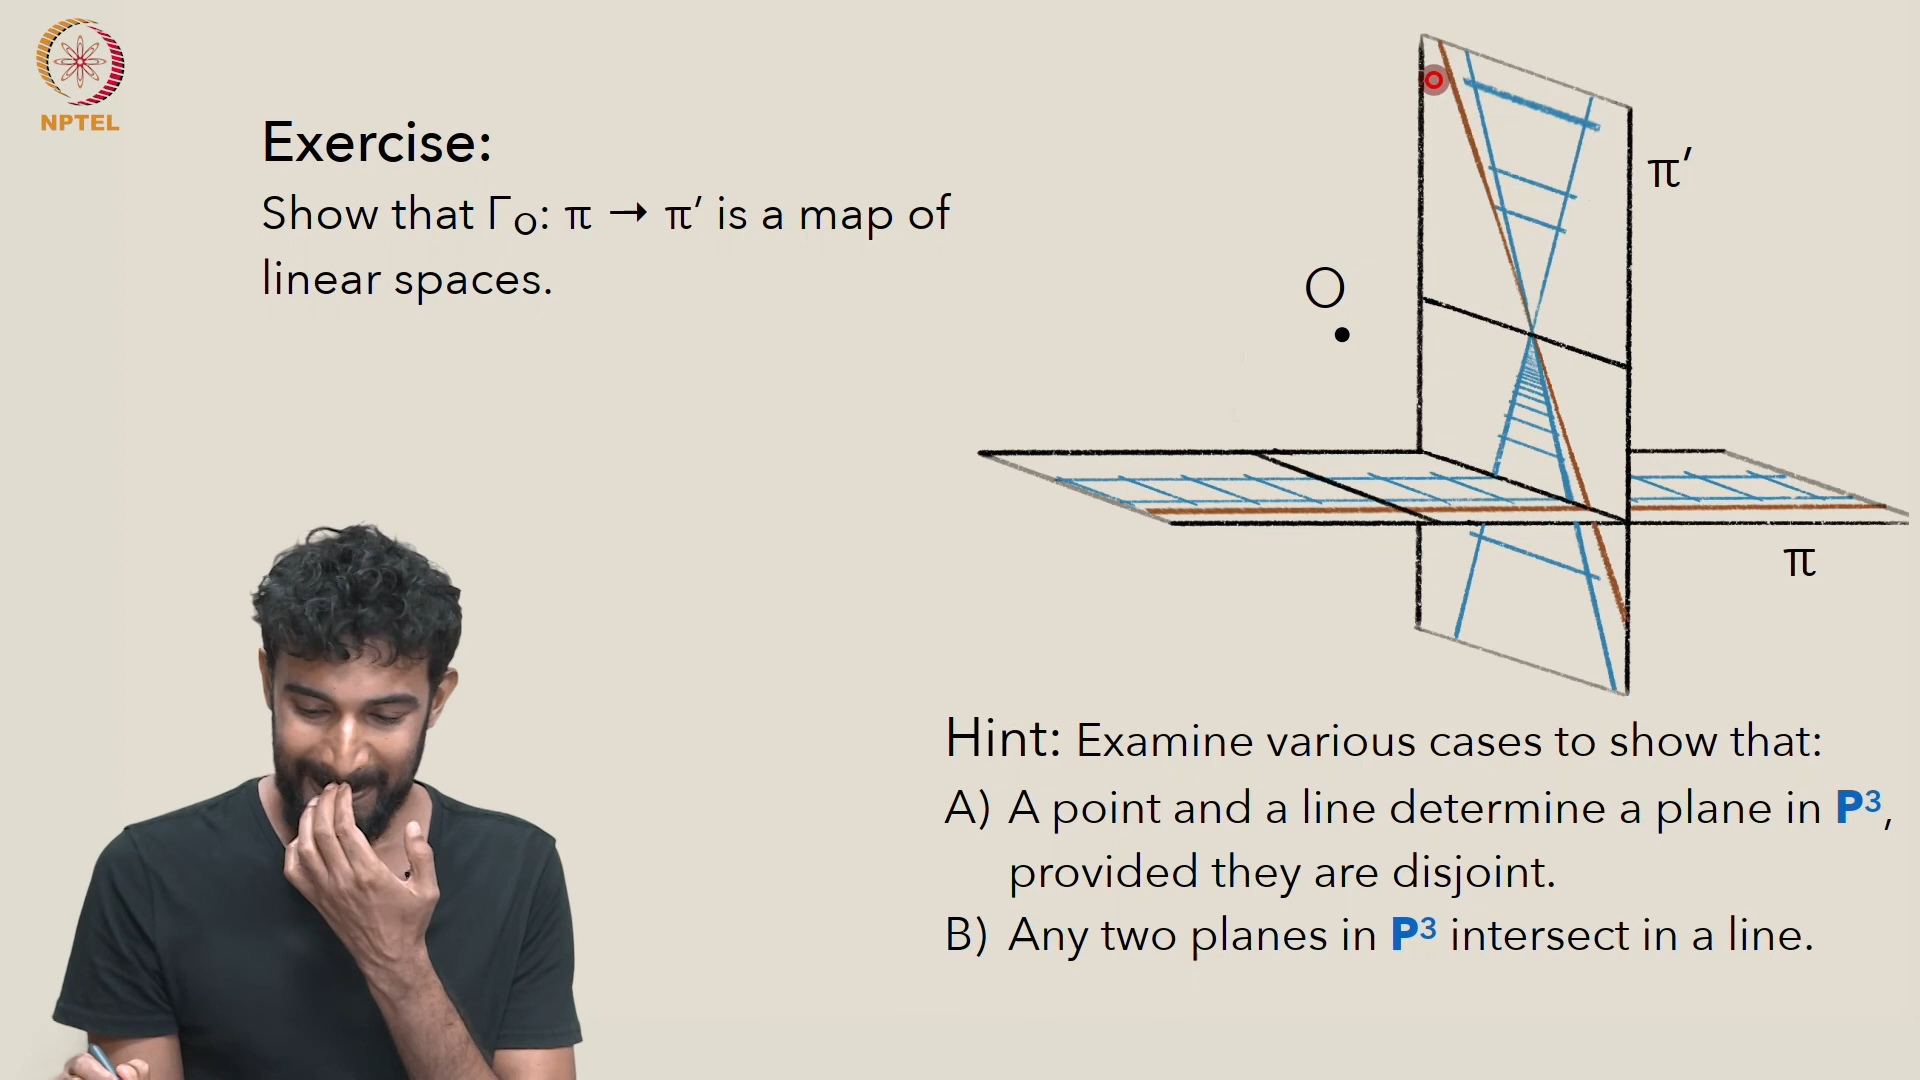 NPTEL
Exercise:
Show that ΓO: π → π′ is a map of
linear spaces.
π′
O
π
Hint: Examine various cases to show that:
A) A point and a line determine a plane in P³,
provided they are disjoint.
B) Any two planes in P³ intersect in a line.